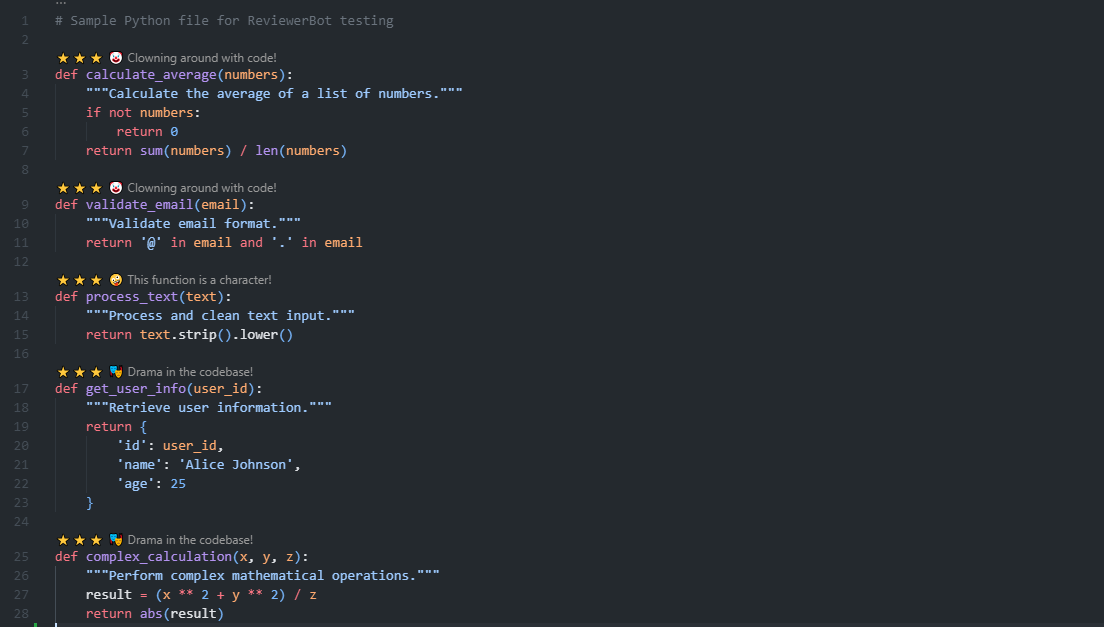 ...
1 # Sample Python file for ReviewerBot testing
2
★ ★ ★ 🤡 Clowning around with code!
3 def calculate_average(numbers):
4     """Calculate the average of a list of numbers."""
5     if not numbers:
6         return 0
7     return sum(numbers) / len(numbers)
8
★ ★ ★ 🤡 Clowning around with code!
9 def validate_email(email):
10     """Validate email format."""
11     return '@' in email and '.' in email
12
★ ★ ★ 🤪 This function is a character!
13 def process_text(text):
14     """Process and clean text input."""
15     return text.strip().lower()
16
★ ★ ★ 🎭 Drama in the codebase!
17 def get_user_info(user_id):
18     """Retrieve user information."""
19     return {
20         'id': user_id,
21         'name': 'Alice Johnson',
22         'age': 25
23     }
24
★ ★ ★ 🎭 Drama in the codebase!
25 def complex_calculation(x, y, z):
26     """Perform complex mathematical operations."""
27     result = (x ** 2 + y ** 2) / z
28     return abs(result)